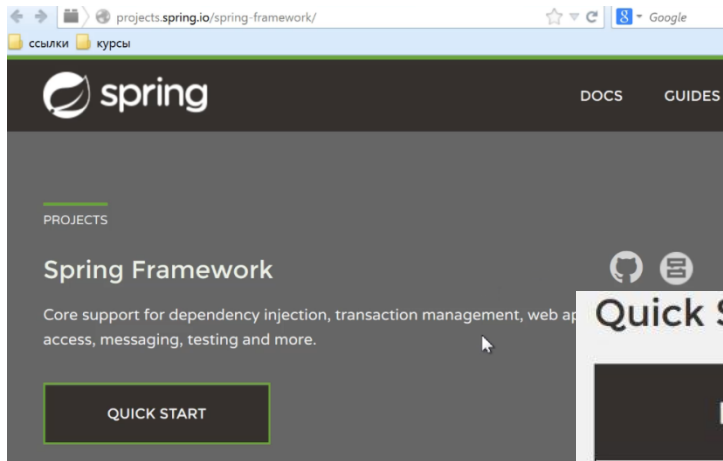 projects.spring.io/spring-framework/
Google
ссылки курсы
spring
DOCS GUIDES
PROJECTS
Spring Framework
Core support for dependency injection, transaction management, web
access, messaging, testing and more.
Quick
QUICK START